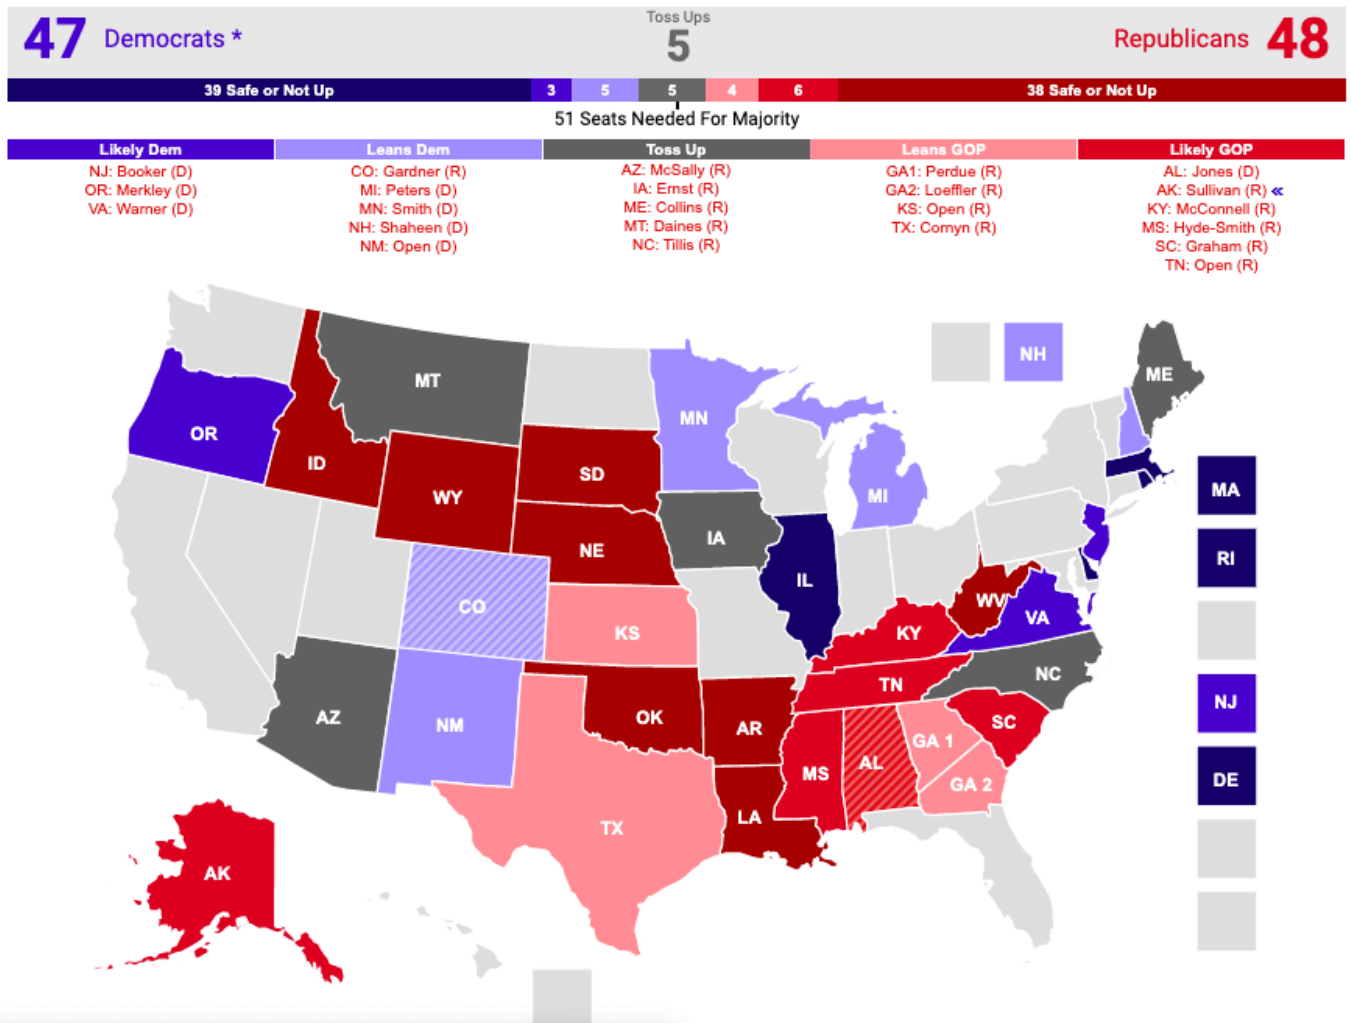 47 Democrats *
Toss Ups
5
Republicans 48
39 Safe or Not Up
3
5
5
4
6
38 Safe or Not Up
51 Seats Needed For Majority
Likely Dem
NJ: Booker (D)
OR: Merkley (D)
VA: Warner (D)
Leans Dem
CO: Gardner (R)
MI: Peters (D)
MN: Smith (D)
NH: Shaheen (D)
NM: Open (D)
Toss Up
AZ: McSally (R)
IA: Ernst (R)
ME: Collins (R)
MT: Daines (R)
NC: Tillis (R)
Leans GOP
GA1: Perdue (R)
GA2: Loeffler (R)
KS: Open (R)
TX: Cornyn (R)
Likely GOP
AL: Jones (D)
AK: Sullivan (R) «
KY: McConnell (R)
MS: Hyde-Smith (R)
SC: Graham (R)
TN: Open (R)
NH
ME
MT
MN
OR
ID
SD
WY
MI
MA
IA
NE
RI
IL
CO
WV
VA
KS
KY
NC
TN
NJ
AZ
NM
OK
AR
SC
GA 1
AL
MS
GA 2
DE
LA
TX
AK